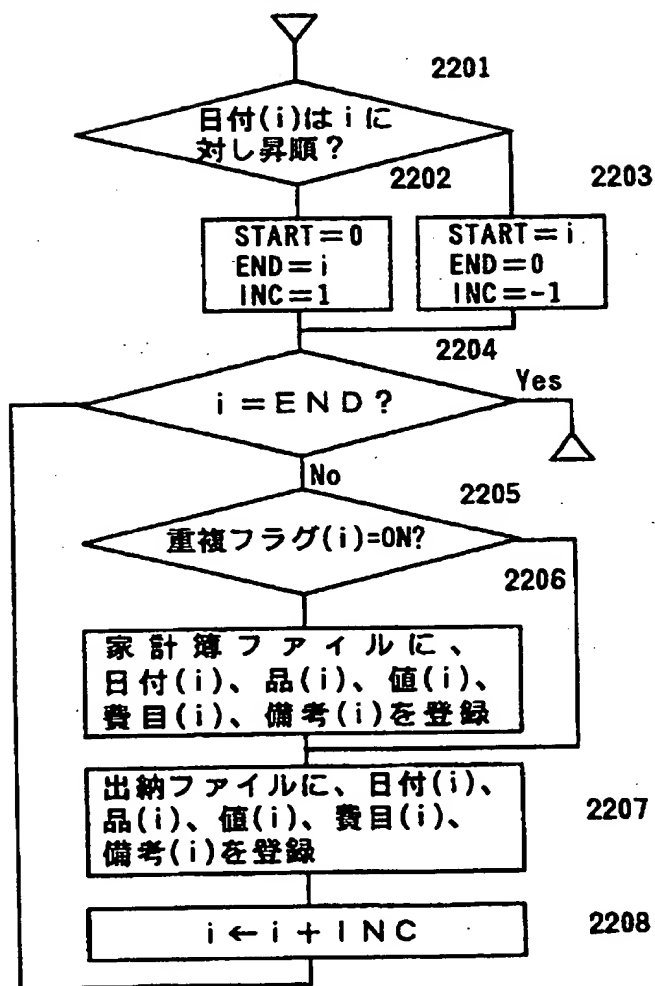 2201
日付(i)はiに
対し昇順？
2202
2203
START＝0
END＝i
INC＝1
START＝i
END＝0
INC＝-1
2204
i＝END？
Yes
No
2205
重複フラグ(i)=ON?
2206
家計簿ファイルに、
日付(i)、品(i)、値(i)、
費目(i)、備考(i)を登録
出納ファイルに、日付(i)、
品(i)、値(i)、費目(i)、
備考(i)を登録
2207
i←i＋INC
2208